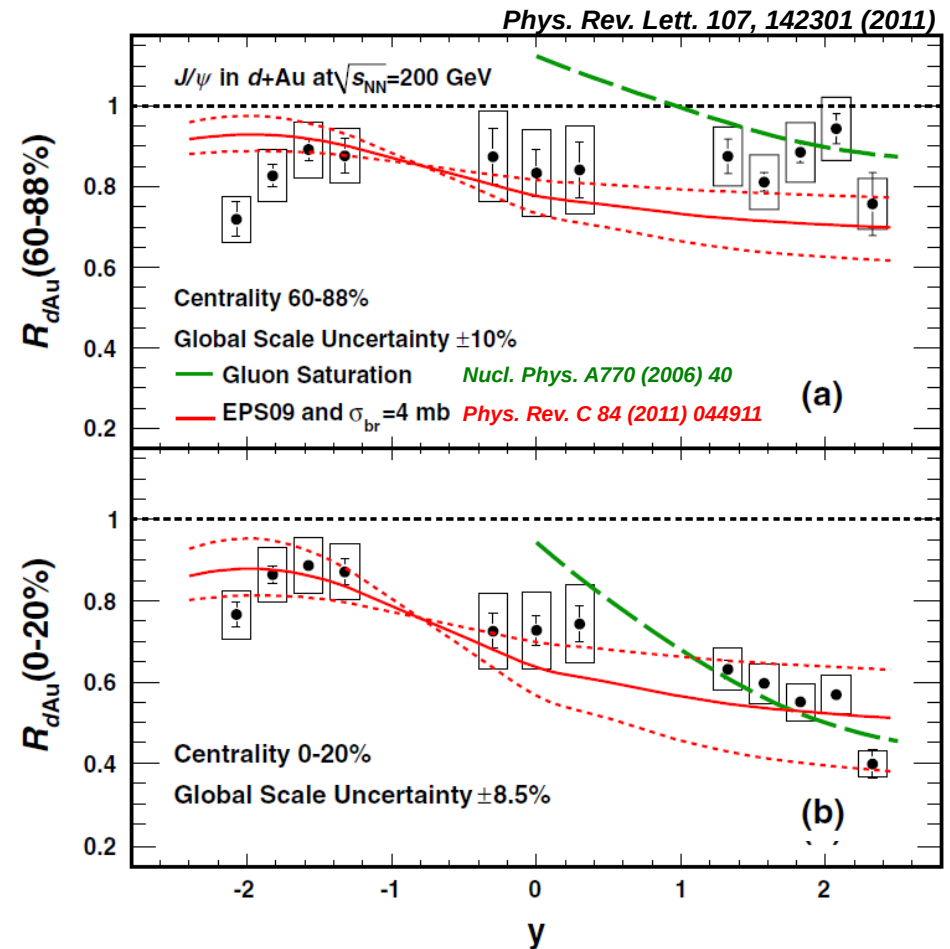 Phys. Rev. Lett. 107, 142301 (2011)
J/ψ in d+Au at √sNN=200 GeV
1
0.8
0.6
0.4
0.2
RdAu(60-88%)
Centrality 60-88%
Global Scale Uncertainty ±10%
Gluon Saturation Nucl. Phys. A770 (2006) 40
EPS09 and σbr=4 mb Phys. Rev. C 84 (2011) 044911
(a)
1
0.8
0.6
0.4
0.2
RdAu(0-20%)
Centrality 0-20%
Global Scale Uncertainty ±8.5%
(b)
-2 -1 0 1 2
y